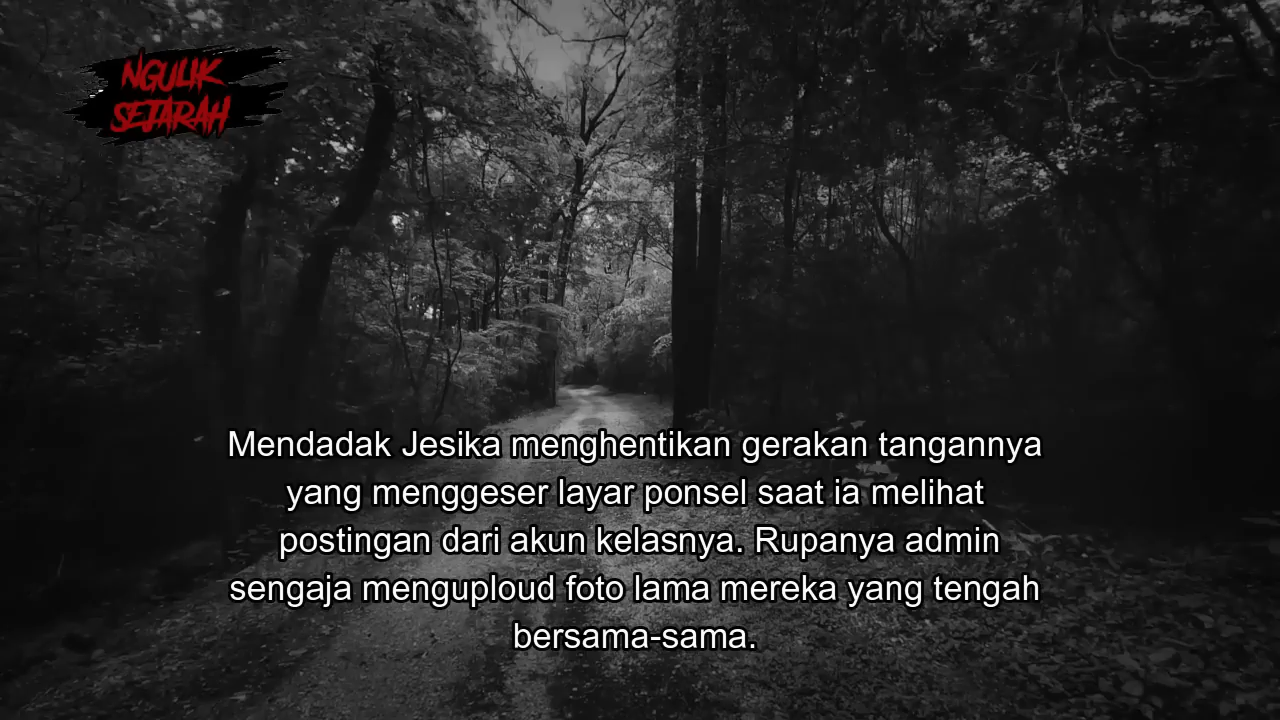 NGULIK
SEJARAH
Mendadak Jesika menghentikan gerakan tangannya
yang menggeser layar ponsel saat ia melihat
postingan dari akun kelasnya. Rupanya admin
sengaja menguploud foto lama mereka yang tengah
bersama-sama.